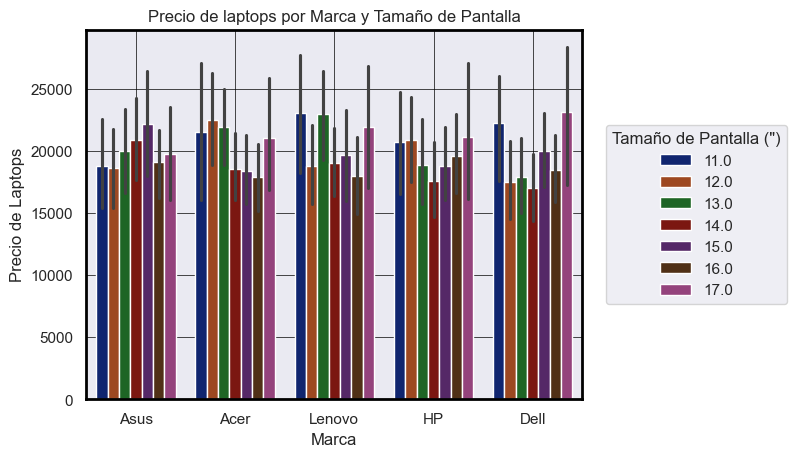 Precio de laptops por Marca y Tamaño de Pantalla
Precio de Laptops
25000
20000
15000
10000
5000
0
Asus
Acer
Lenovo
HP
Dell
Marca
Tamaño de Pantalla (")
11.0
12.0
13.0
14.0
15.0
16.0
17.0